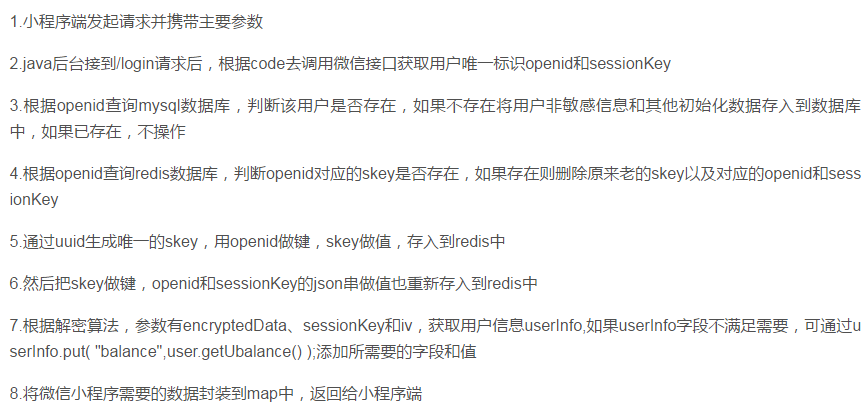 1.小程序端发起请求并携带主要参数
2.java后台接到/login请求后，根据code去调用微信接口获取用户唯一标识openid和sessionKey
3.根据openid查询mysql数据库，判断该用户是否存在，如果不存在将用户非敏感信息和其他初始化数据存入到数据库
中，如果已存在，不操作
4.根据openid查询redis数据库，判断openid对应的skey是否存在，如果存在则删除原来老的skey以及对应的openid和sess
ionKey
5.通过uuid生成唯一的skey，用openid做键，skey做值，存入到redis中
6.然后把skey做键，openid和sessionKey的json串做值也重新存入到redis中
7.根据解密算法，参数有encryptedData、sessionKey和iv，获取用户信息userInfo,如果userInfo字段不满足需要，可通过u
serInfo.put( "balance",user.getUbalance() );添加所需要的字段和值
8.将微信小程序需要的数据封装到map中，返回给小程序端